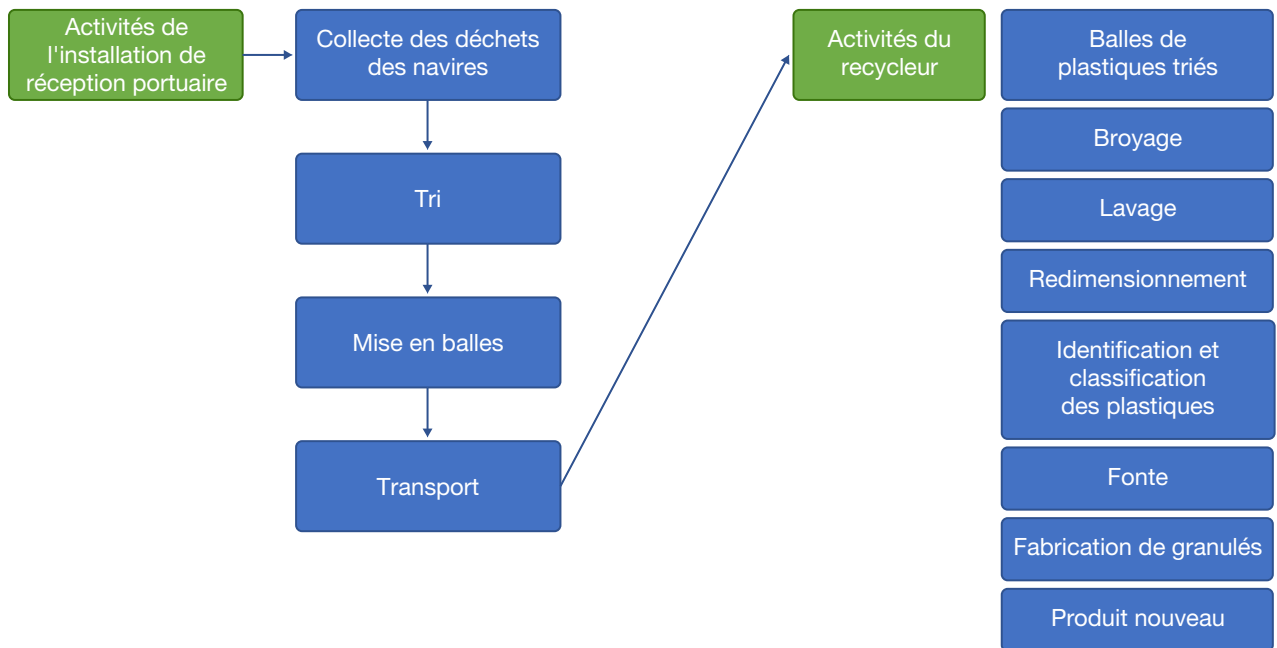 Activités de
l'installation de
réception portuaire
Collecte des déchets
des navires
Tri
Mise en balles
Transport
Activités du
recycleur
Balles de
plastiques triés
Broyage
Lavage
Redimensionnement
Identification et
classification
des plastiques
Fonte
Fabrication de granulés
Produit nouveau